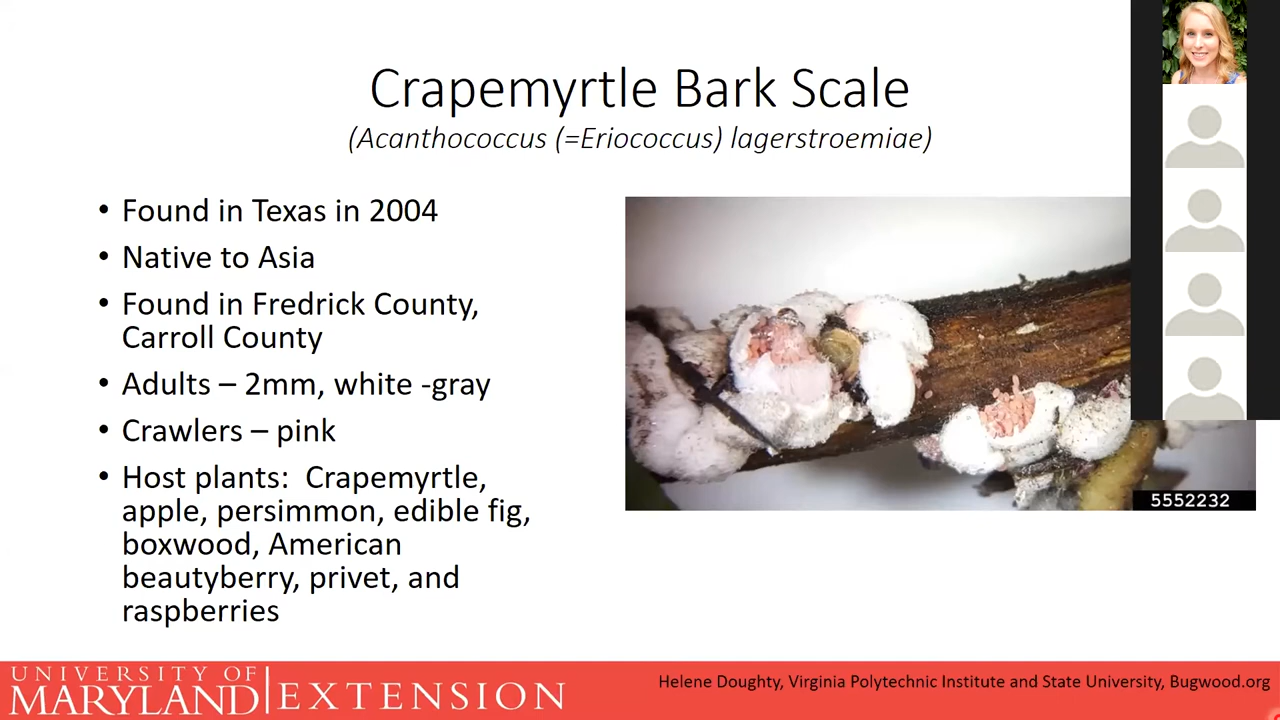 Crapemyrtle Bark Scale
(Acanthococcus (=Eriococcus) lagerstroemiae)
• Found in Texas in 2004
• Native to Asia
• Found in Fredrick County,
Carroll County
• Adults – 2mm, white -gray
• Crawlers – pink
• Host plants:  Crapemyrtle,
apple, persimmon, edible fig,
boxwood, American
beautyberry, privet, and
raspberries
5552232
UNIVERSITY OF
MARYLAND
EXTENSION
Helene Doughty, Virginia Polytechnic Institute and State University, Bugwood.org